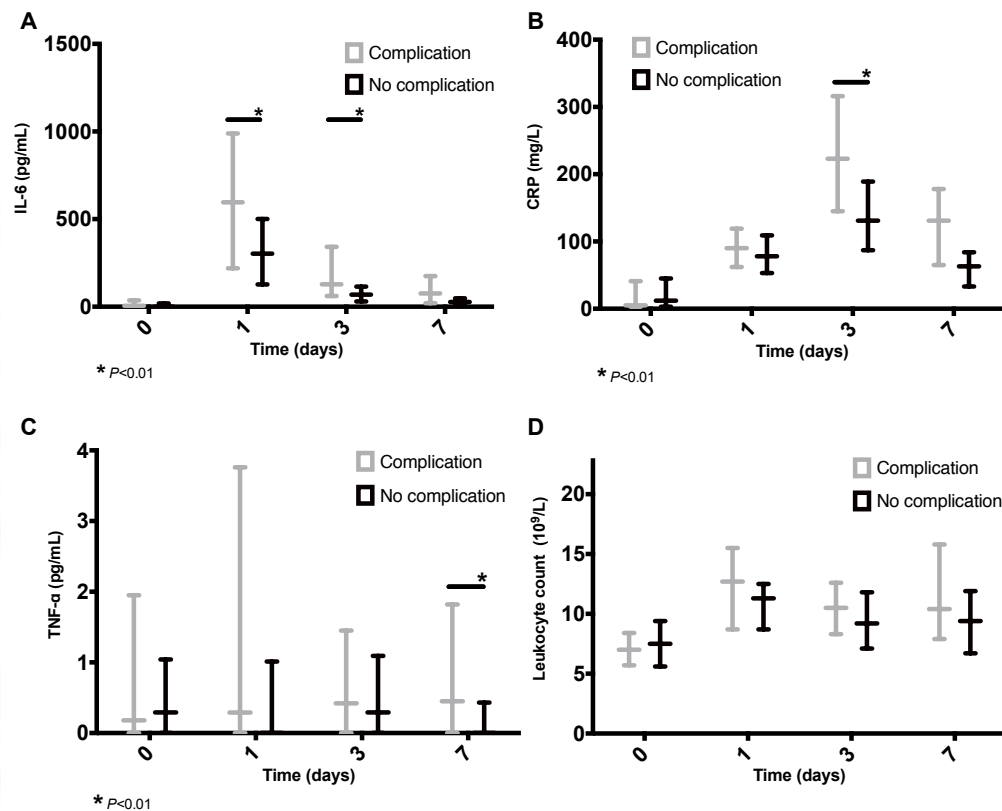 A
1500
1000
500
0
IL-6 (pg/mL)
Complication
No complication
*
*
0
1
3
7
Time (days)
* P<0.01
B
400
300
200
100
0
CRP (mg/L)
Complication
No complication
*
0
1
3
7
Time (days)
* P<0.01
C
4
3
2
1
0
TNF-α (pg/mL)
Complication
No complication
*
0
1
3
7
Time (days)
* P<0.01
D
20
15
10
5
0
Leukocyte count (10⁹/L)
Complication
No complication
0
1
3
7
Time (days)